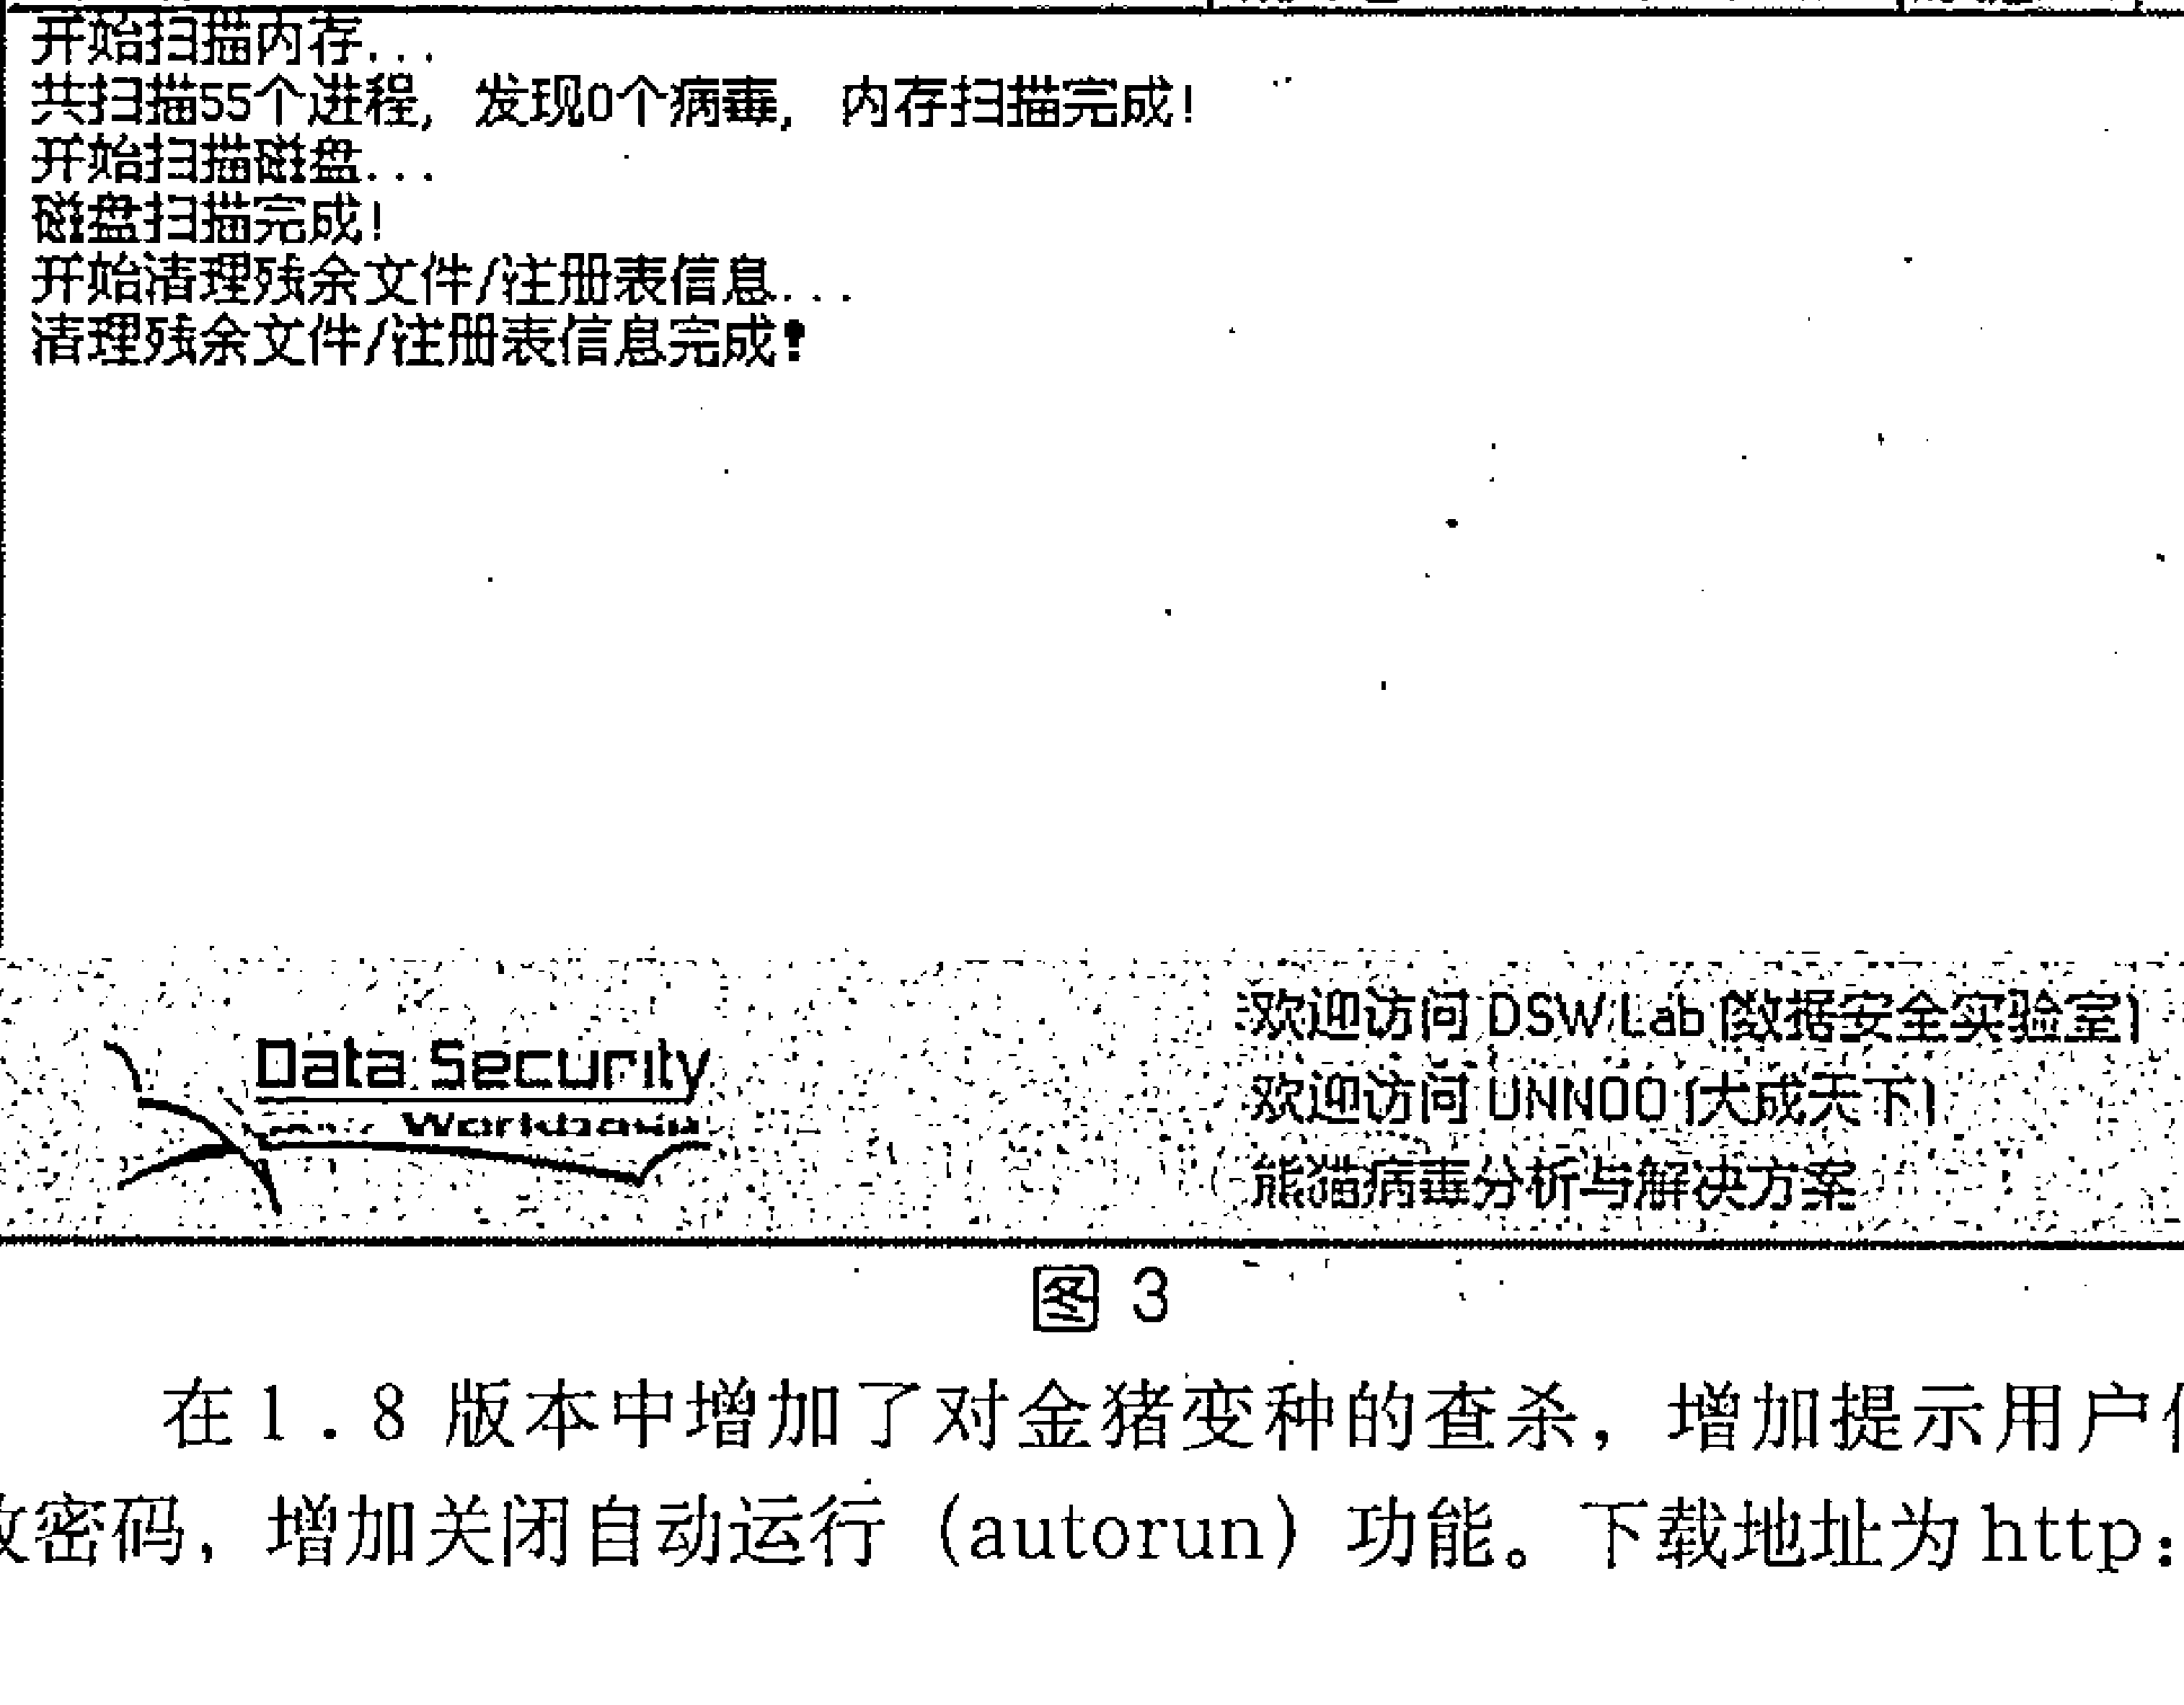 开始扫描内存...
共扫描55个进程, 发现0个病毒, 内存扫描完成!
开始扫描磁盘...
磁盘扫描完成!
开始清理残余文件/注册表信息...
清理残余文件/注册表信息完成!
Data Security
欢迎访问 DSW Lab (数据安全实验室)
欢迎访问 UNNOO (大成天下)
熊猫病毒分析与解决方案
图 3
在1.8 版本中增加了对金猪变种的查杀，增加提示用户
密码，增加关闭自动运行（autorun）功能。下载地址为http：